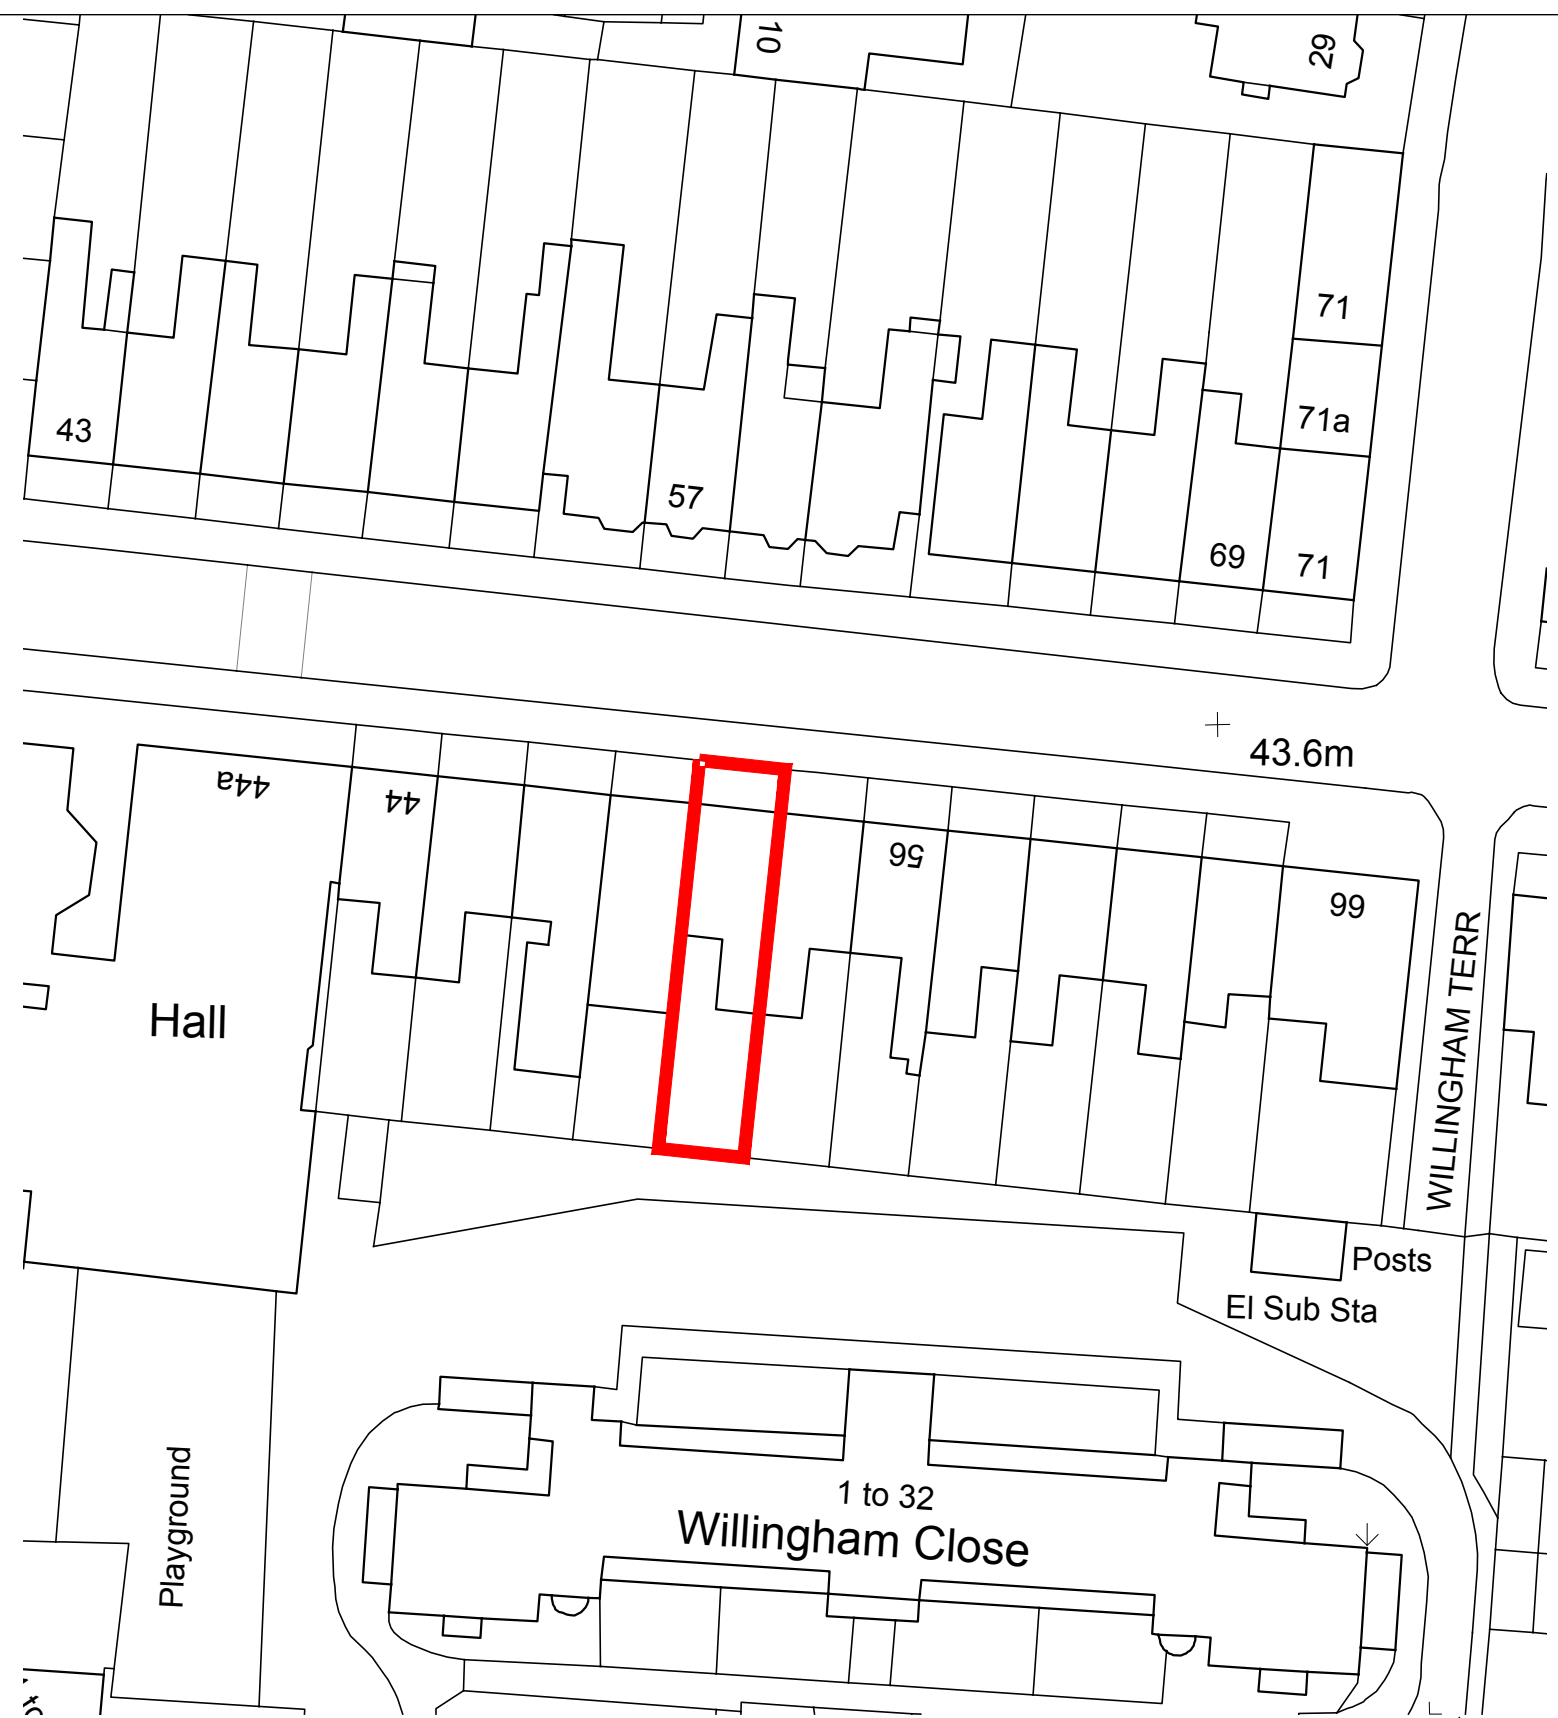 10
29
71
71a
43
57
69
71
43.6m
44a
44
56
66
Hall
WILLINGHAM TERR
Posts
El Sub Sta
Playground
1 to 32
Willingham Close